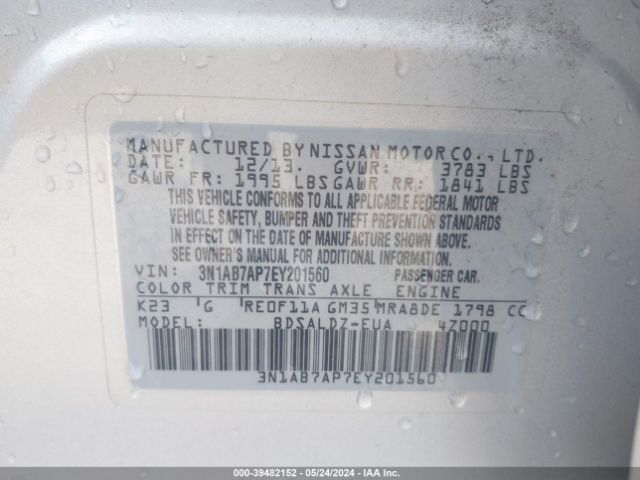 MANUFACTURED BY NISSAN MOTOR CO., LTD.
DATE: 12/13. GVWR: 3783 LBS
GAWR FR: 1995 LBS GAWR RR: 1841 LBS
THIS VEHICLE CONFORMS TO ALL APPLICABLE FEDERAL MOTOR
VEHICLE SAFETY, BUMPER AND THEFT PREVENTION STANDARDS
IN EFFECT ON THE DATE OF MANUFACTURE SHOWN ABOVE.
SEE OWNER'S MANUAL FOR ADDITIONAL INFORMATION.
VIN: 3N1AB7AP7EY201560 PASSENGER CAR.
COLOR TRIM TRANS AXLE ENGINE
K23 G RE0F11A GM35 MRA8DE 1798 CC
MODEL: BDSALDZ-EUA 4Z000
3N1AB7AP7EY201560
000-39482152 - 05/24/2024 - IAA Inc.